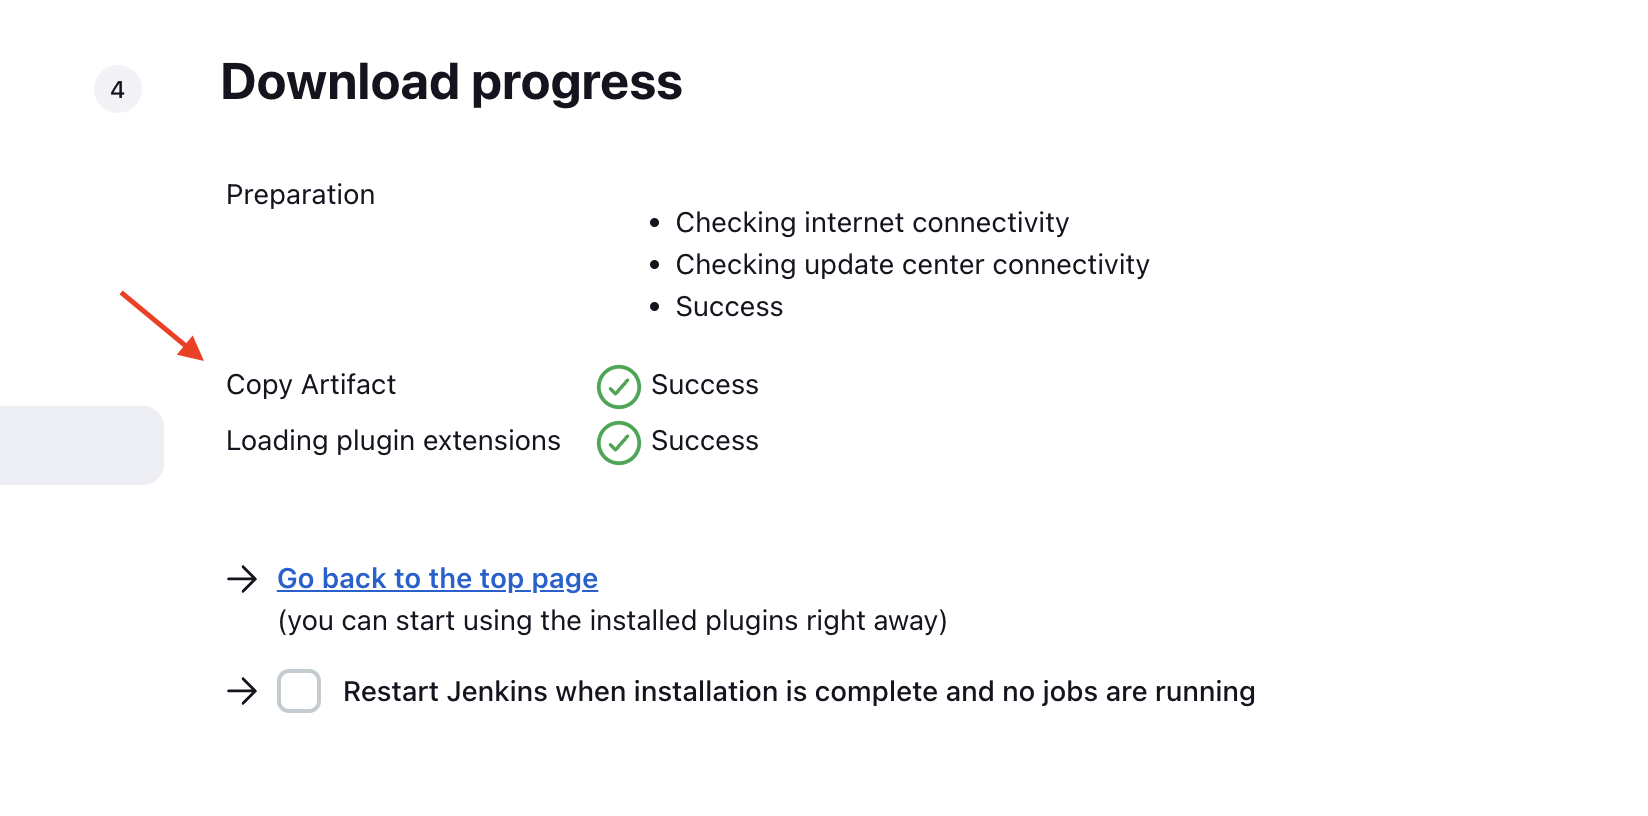 4
Download progress
Preparation
• Checking internet connectivity
• Checking update center connectivity
• Success
Copy Artifact Success
Loading plugin extensions Success
→ Go back to the top page
(you can start using the installed plugins right away)
→ Restart Jenkins when installation is complete and no jobs are running